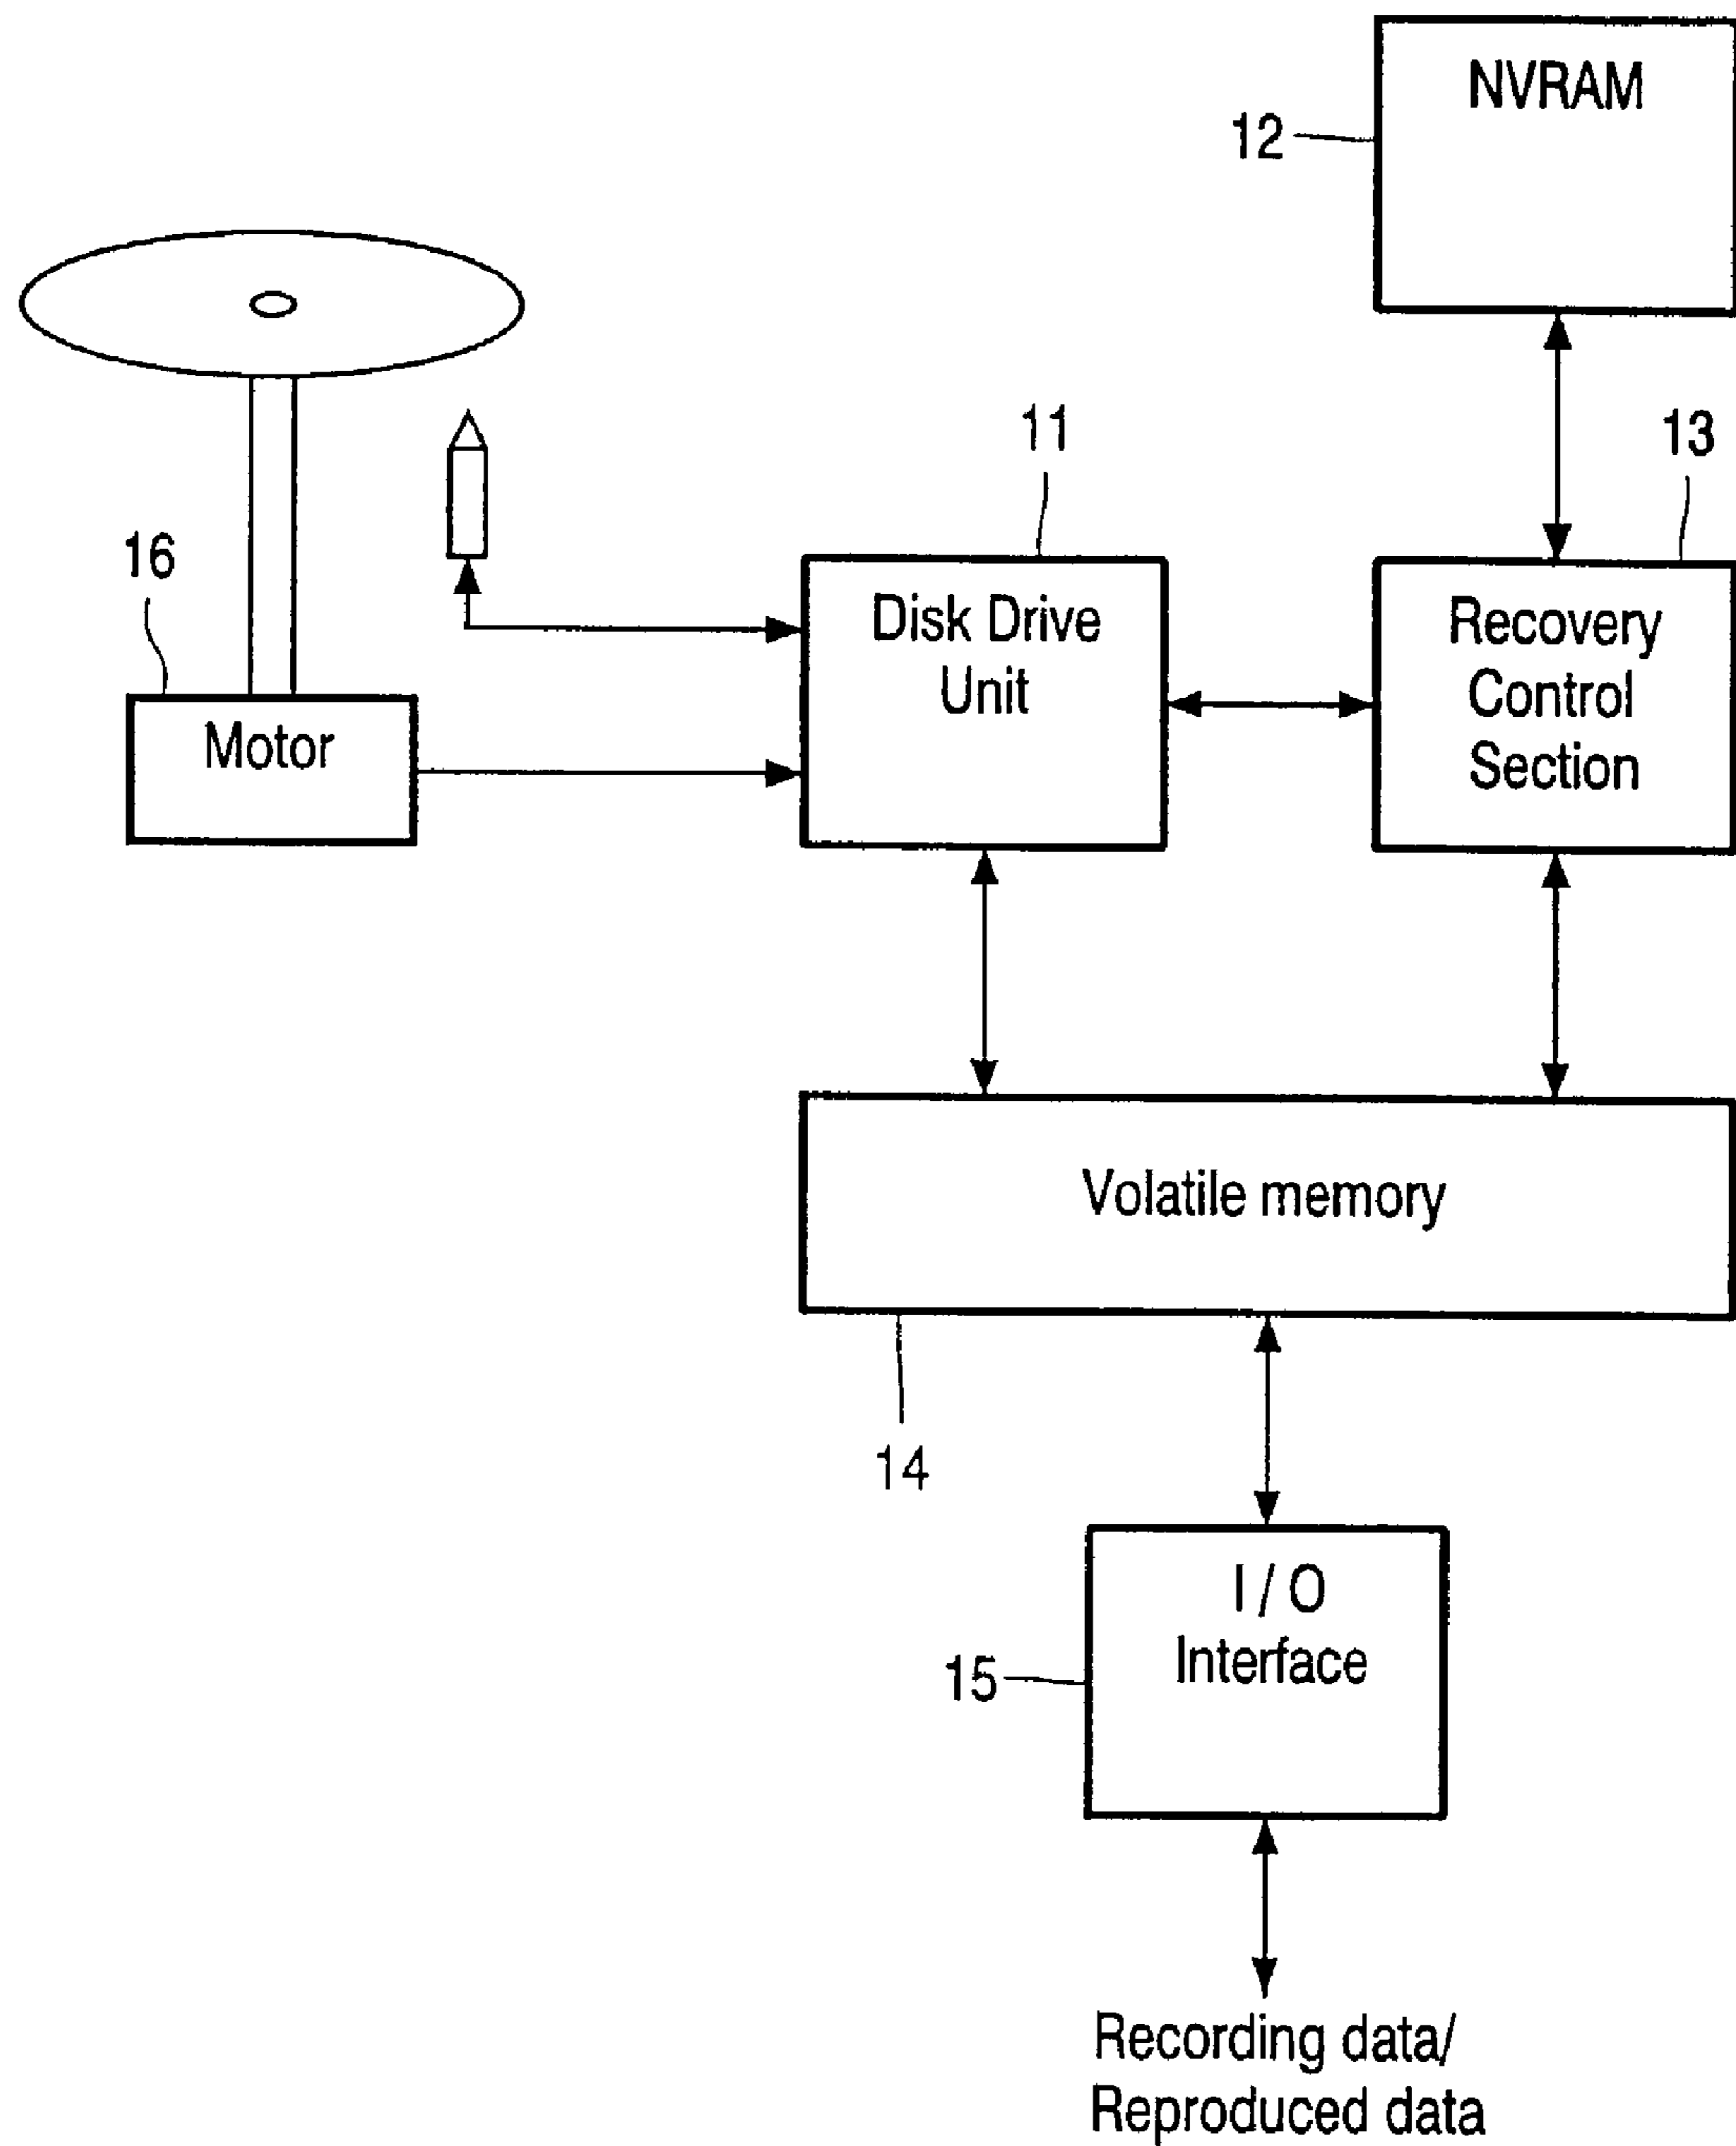 NVRAM
12
11
13
16
Disk Drive
Unit
Recovery
Control
Section
Motor
Volatile memory
14
I / O
Interface
15
Recording data/
Reproduced data